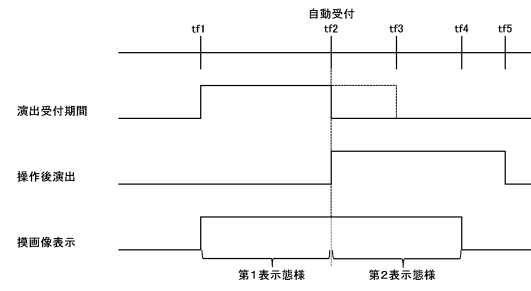 自動受付
tf1 tf2 tf3 tf4 tf5
演出受付期間
操作後演出
摸画像表示
第1表示態様 第2表示態様